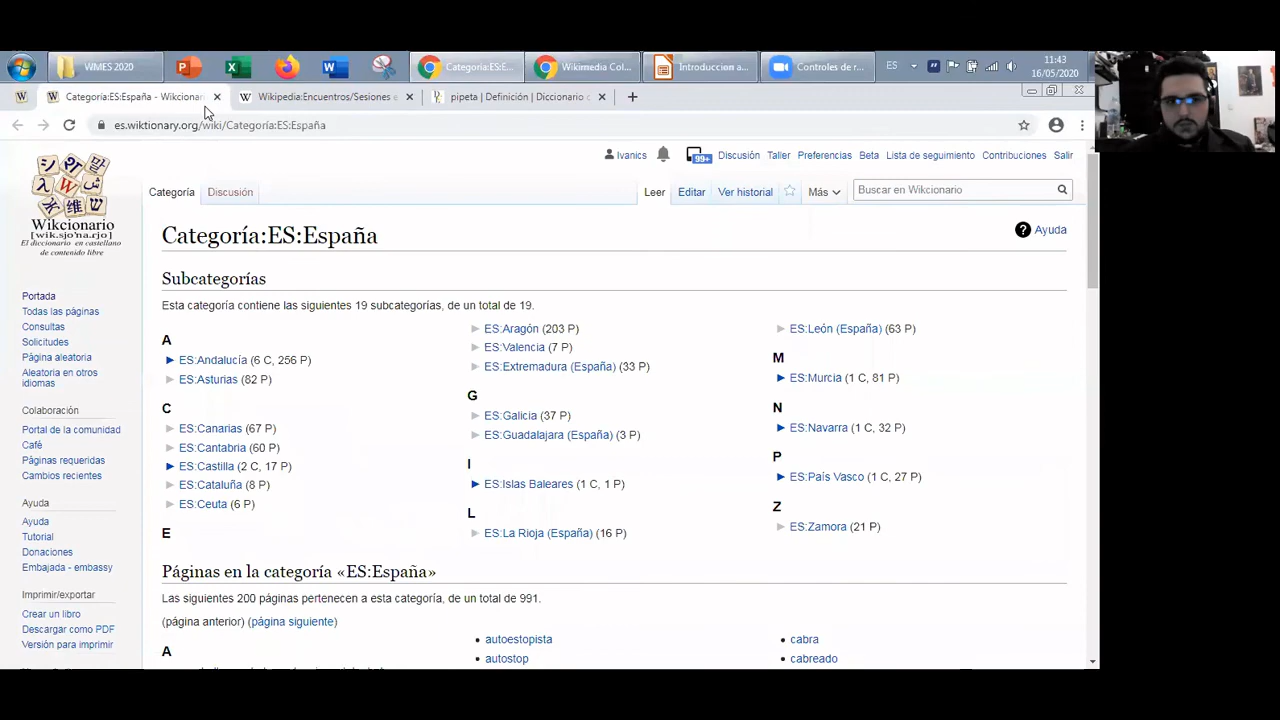 WMES 2020
Categoría:ES:E...
Wikimedia Col...
Introduccion a...
Controles de r...
ES
11:43
16/05/2020
Categoría:ES:España - Wikcionari
Wikipedia:Encuentros/Sesiones e
pipeta | Definición | Diccionario d
es.wiktionary.org/wiki/Categoría:ES:España
Ivanics
99+
Discusión Taller Preferencias Beta Lista de seguimiento Contribuciones Salir
Wikcionario
[wik.sjo'na.rjo]
El diccionario en castellano
de contenido libre
Categoría Discusión Leer Editar Ver historial Más Buscar en Wikcionario
Categoría:ES:España
Ayuda
Portada
Todas las páginas
Consultas
Solicitudes
Página aleatoria
Aleatoria en otros
idiomas
Colaboración
Portal de la comunidad
Café
Páginas requeridas
Cambios recientes
Ayuda
Ayuda
Tutorial
Donaciones
Embajada - embassy
Imprimir/exportar
Crear un libro
Descargar como PDF
Versión para imprimir
Subcategorías
Esta categoría contiene las siguientes 19 subcategorías, de un total de 19.
A
ES:Andalucía (6 C, 256 P)
ES:Asturias (82 P)
C
ES:Canarias (67 P)
ES:Cantabria (60 P)
ES:Castilla (2 C, 17 P)
ES:Cataluña (8 P)
ES:Ceuta (6 P)
E
ES:Aragón (203 P)
ES:Valencia (7 P)
ES:Extremadura (España) (33 P)
G
ES:Galicia (37 P)
ES:Guadalajara (España) (3 P)
I
ES:Islas Baleares (1 C, 1 P)
L
ES:La Rioja (España) (16 P)
ES:León (España) (63 P)
M
ES:Murcia (1 C, 81 P)
N
ES:Navarra (1 C, 32 P)
P
ES:País Vasco (1 C, 27 P)
Z
ES:Zamora (21 P)
Páginas en la categoría «ES:España»
Las siguientes 200 páginas pertenecen a esta categoría, de un total de 991.
(página anterior) (página siguiente)
A
autoestopista
autostop
cabra
cabreado